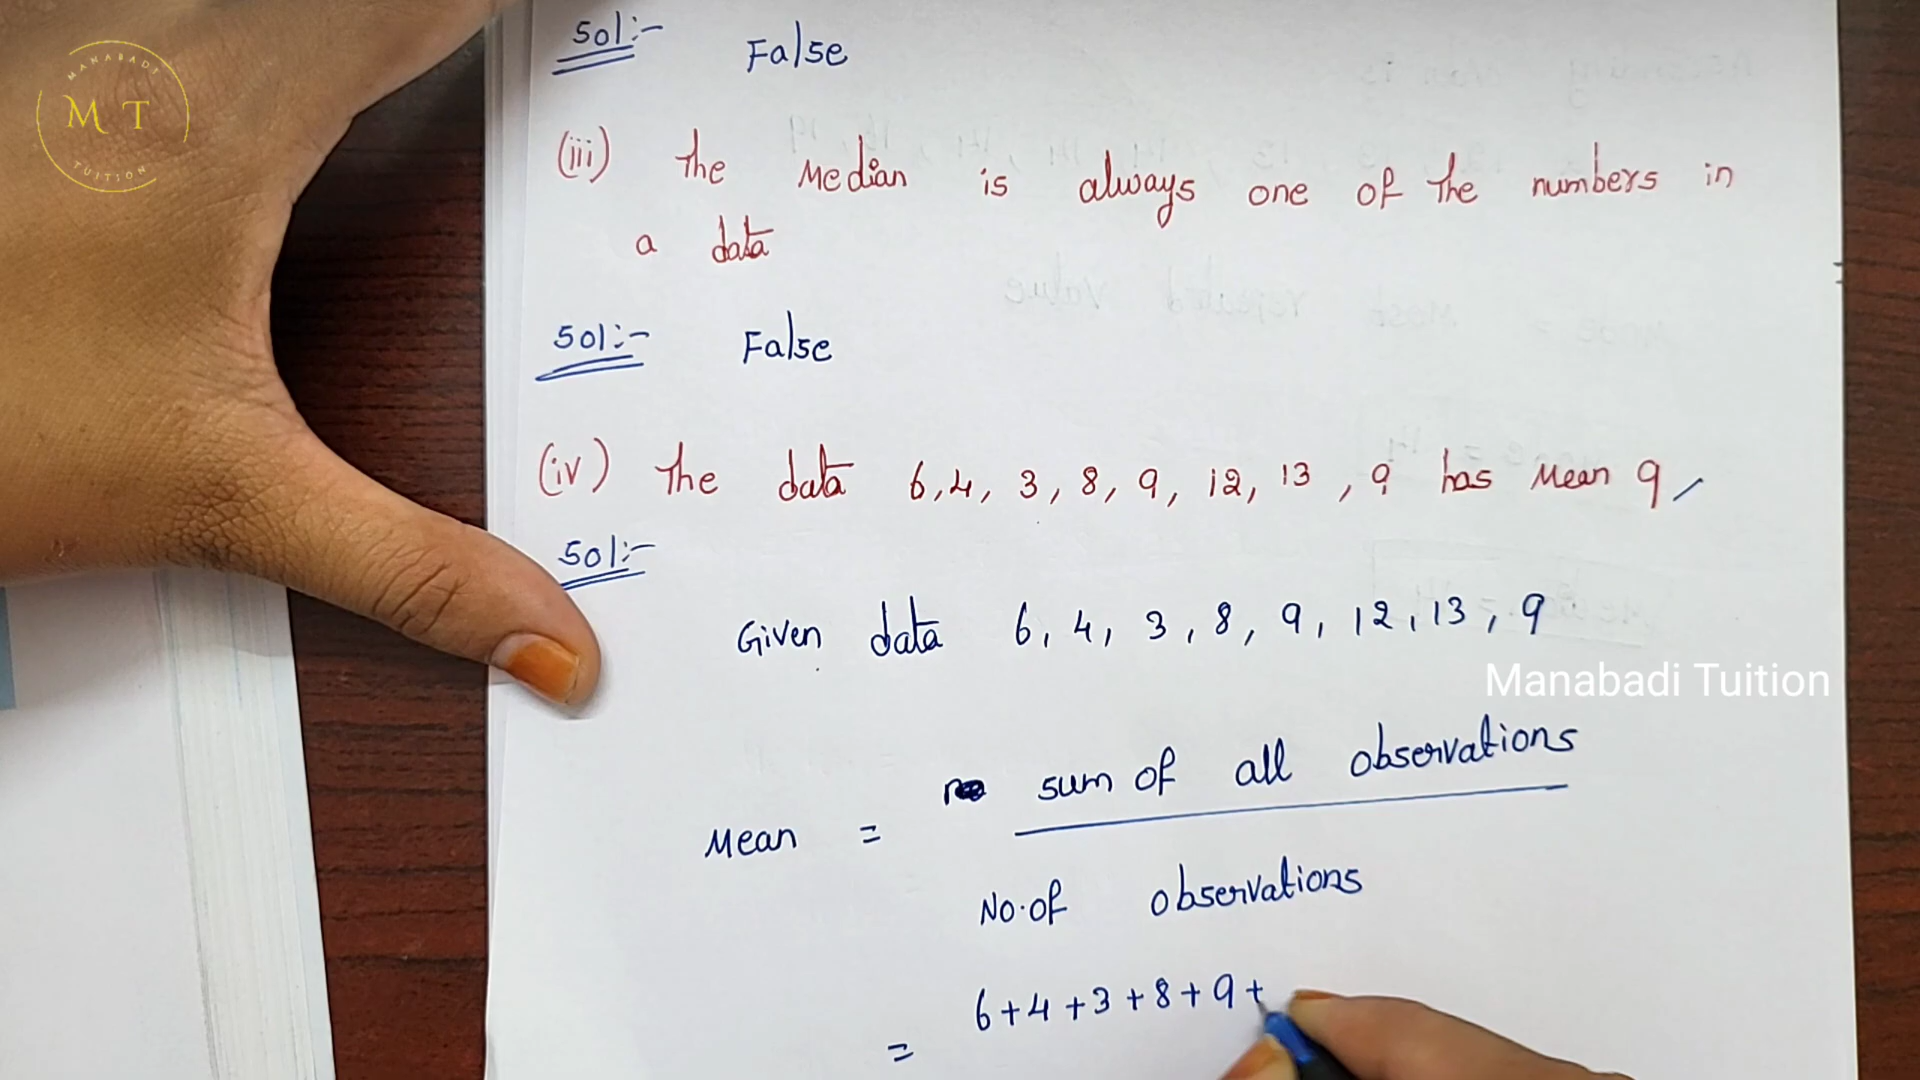 MANABADI
M T
TUITION
Sol:- False
(iii) The Median is always one of the numbers in
a data
Sol:- False
(iv) The data 6, 4, 3, 8, 9, 12, 13, 9 has Mean 9
Sol:-
Given data 6, 4, 3, 8, 9, 12, 13, 9
Manabadi Tuition
sum of all observations
Mean =
No.of observations
6+4+3+8+9+
=